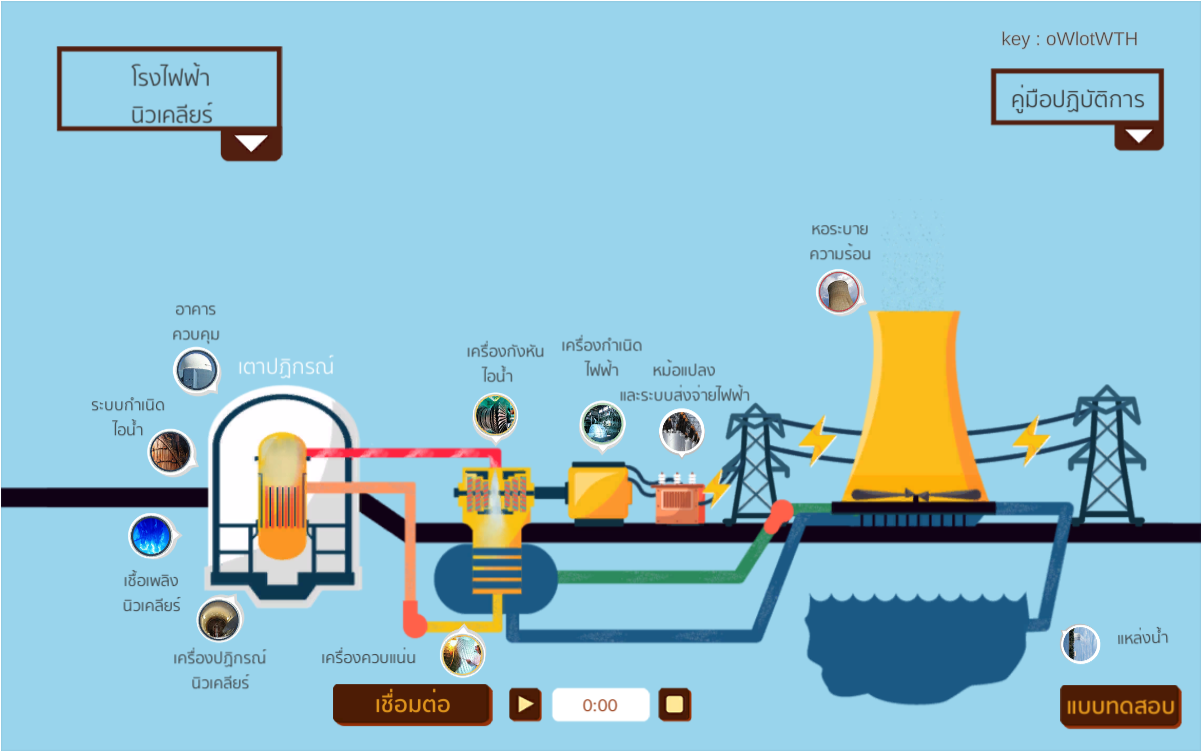 key : oWlotWTH
โรงไฟฟ้า
นิวเคลียร์
คู่มือปฏิบัติการ
หอระบาย
ความร้อน
อาคาร
ควบคุม
เตาปฏิกรณ์
เครื่องกังหัน
ไอน้ำ
เครื่องกำเนิด
ไฟฟ้า
หม้อแปลง
และระบบส่งจ่ายไฟฟ้า
ระบบกำเนิด
ไอน้ำ
เชื้อเพลิง
นิวเคลียร์
เครื่องปฏิกรณ์
นิวเคลียร์
เครื่องควบแน่น
แหล่งน้ำ
เชื่อมต่อ
0:00
แบบทดสอบ